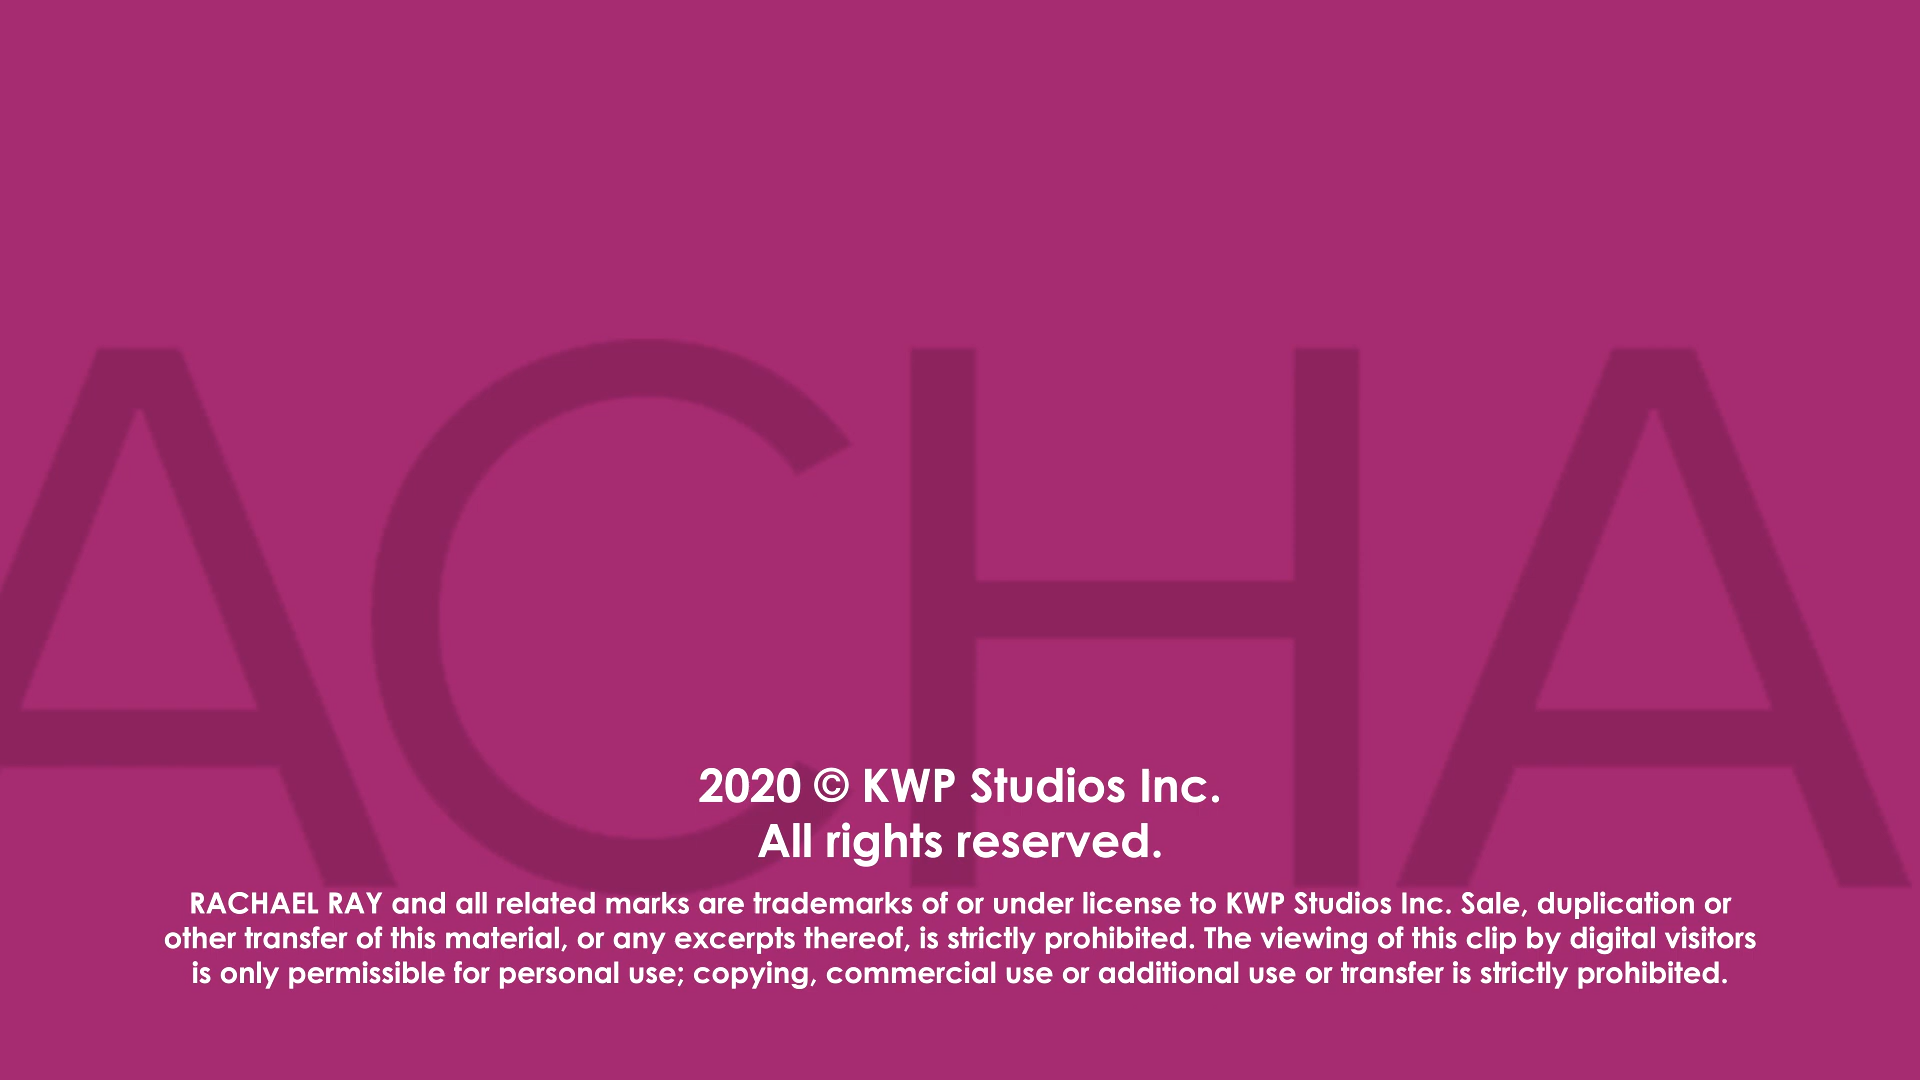 ACHA
2020 © KWP Studios Inc.
All rights reserved.
RACHAEL RAY and all related marks are trademarks of or under license to KWP Studios Inc. Sale, duplication or
other transfer of this material, or any excerpts thereof, is strictly prohibited. The viewing of this clip by digital visitors
is only permissible for personal use; copying, commercial use or additional use or transfer is strictly prohibited.